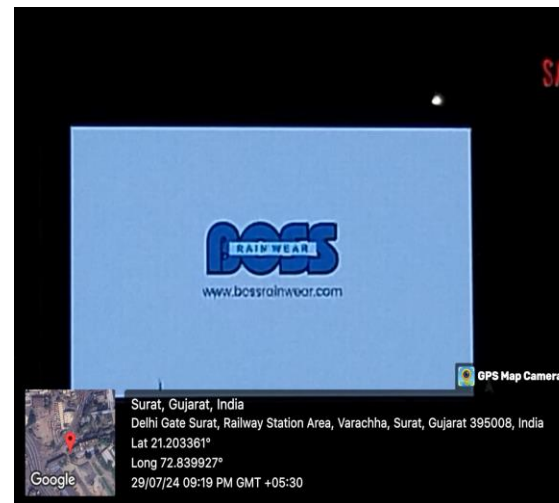 SA
BOSS
RAINWEAR
www.bossrainwear.com
GPS Map Camera
Surat, Gujarat, India
Delhi Gate Surat, Railway Station Area, Varachha, Surat, Gujarat 395008, India
Lat 21.203361°
Long 72.839927°
29/07/24 09:19 PM GMT +05:30
Google